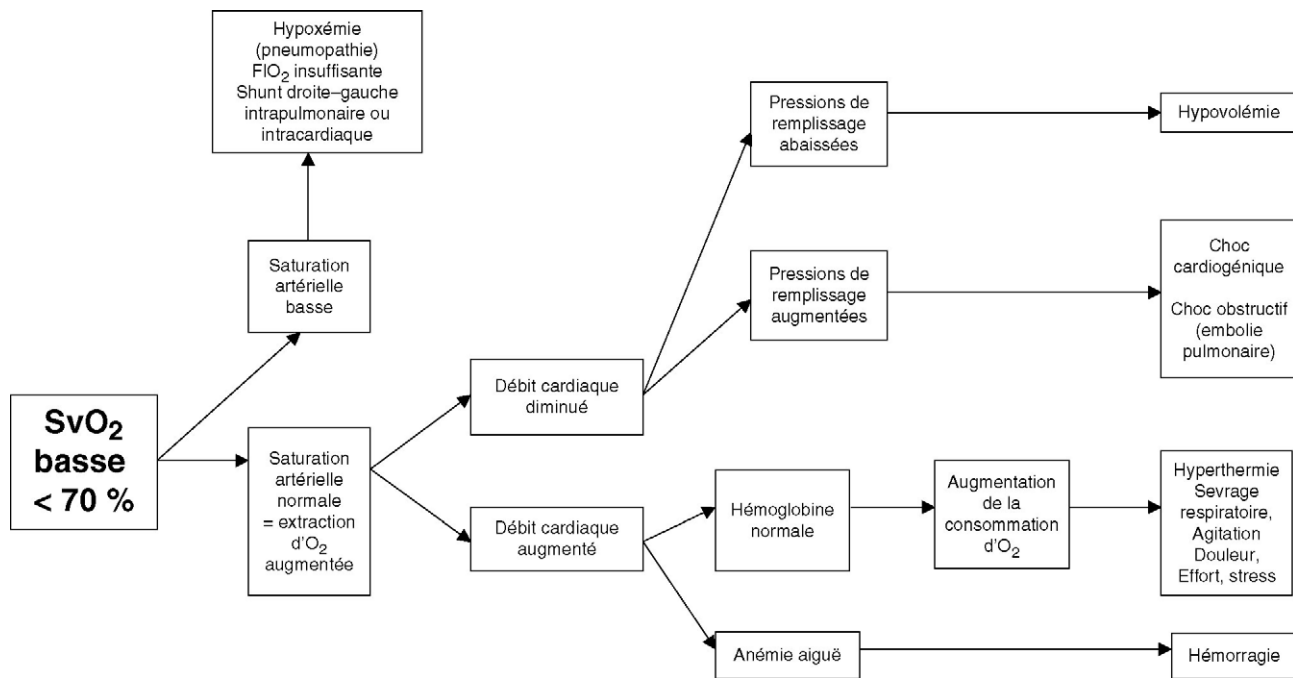 Hypoxémie
(pneumopathie)
FIO2 insuffisante
Shunt droite–gauche
intrapulmonaire ou
intracardiaque
Saturation
artérielle
basse
SvO2
basse
< 70 %
Saturation
artérielle
normale
= extraction
d'O2
augmentée
Débit cardiaque
diminué
Débit cardiaque
augmenté
Pressions de
remplissage
abaissées
Hypovolémie
Pressions de
remplissage
augmentées
Choc
cardiogénique
Choc obstructif
(embolie
pulmonaire)
Hémoglobine
normale
Augmentation
de la
consommation
d'O2
Hyperthermie
Sevrage
respiratoire,
Agitation
Douleur,
Effort, stress
Anémie aiguë
Hémorragie